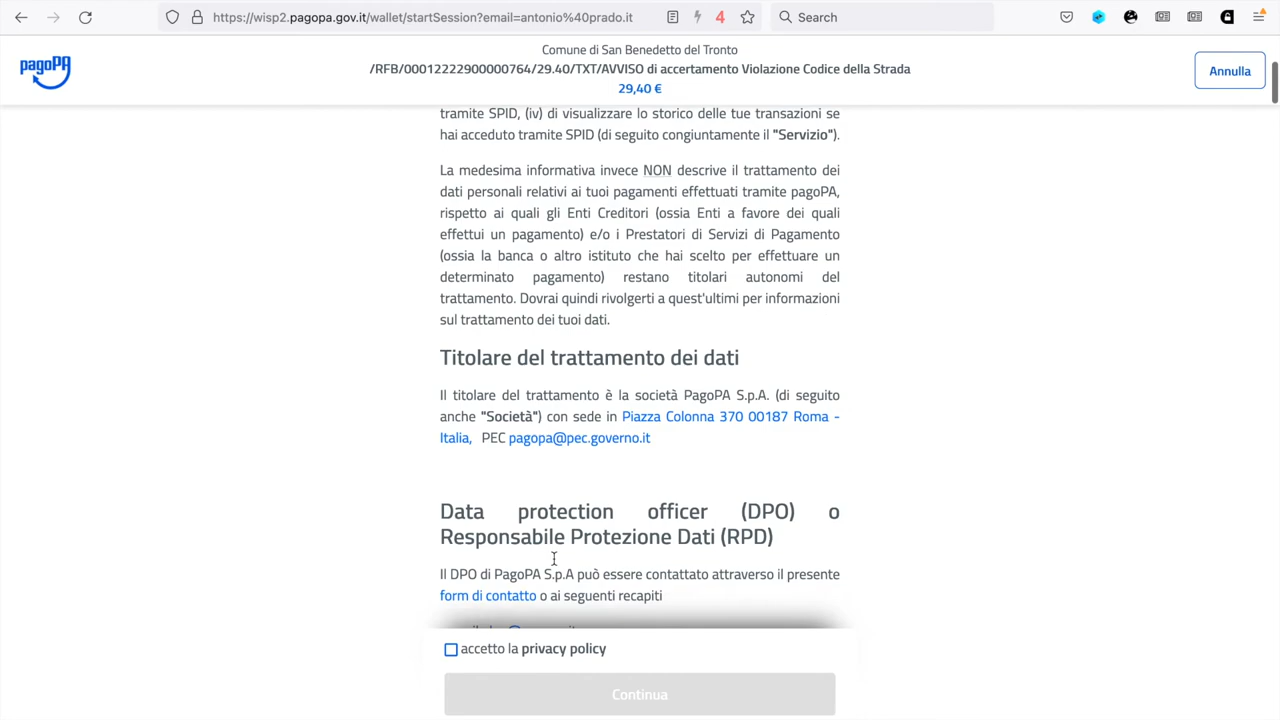 https://wisp2.pagopa.gov.it/wallet/startSession?email=antonio%40prado.it
4
Search
pagoPA
Comune di San Benedetto del Tronto
/RFB/00012222900000764/29.40/TXT/AVVISO di accertamento Violazione Codice della Strada
29,40 €
Annulla
tramite SPID, (iv) di visualizzare lo storico delle tue transazioni se
hai acceduto tramite SPID (di seguito congiuntamente il "Servizio").
La medesima informativa invece NON descrive il trattamento dei
dati personali relativi ai tuoi pagamenti effettuati tramite pagoPA,
rispetto ai quali gli Enti Creditori (ossia Enti a favore dei quali
effettui un pagamento) e/o i Prestatori di Servizi di Pagamento
(ossia la banca o altro istituto che hai scelto per effettuare un
determinato pagamento) restano titolari autonomi del
trattamento. Dovrai quindi rivolgerti a quest'ultimi per informazioni
sul trattamento dei tuoi dati.
Titolare del trattamento dei dati
Il titolare del trattamento è la società PagoPA S.p.A. (di seguito
anche "Società") con sede in Piazza Colonna 370 00187 Roma -
Italia, PEC pagopa@pec.governo.it
Data protection officer (DPO) o
Responsabile Protezione Dati (RPD)
Il DPO di PagoPA S.p.A può essere contattato attraverso il presente
form di contatto o ai seguenti recapiti
accetto la privacy policy
Continua